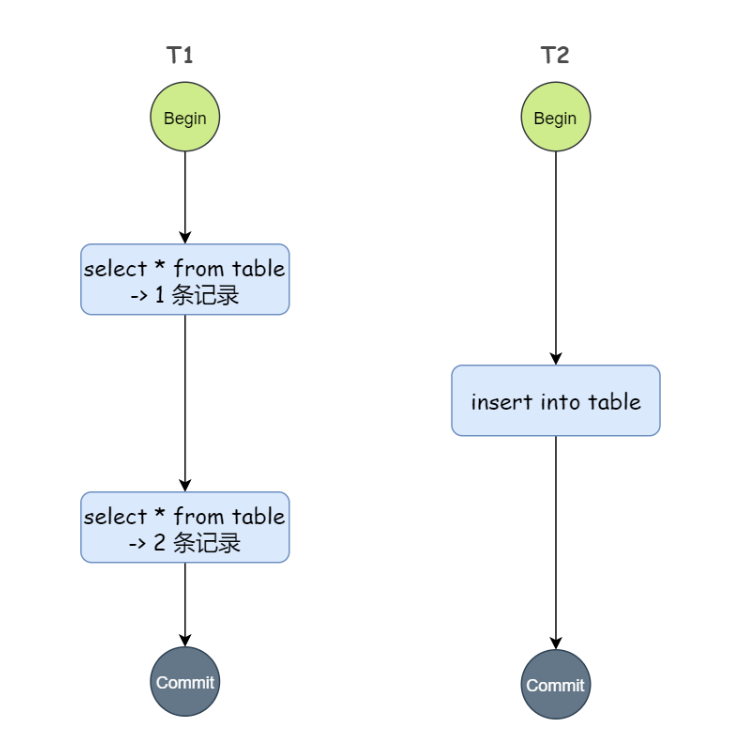 T1
T2
Begin
Begin
select * from table
-> 1 条记录
insert into table
select * from table
-> 2 条记录
Commit
Commit